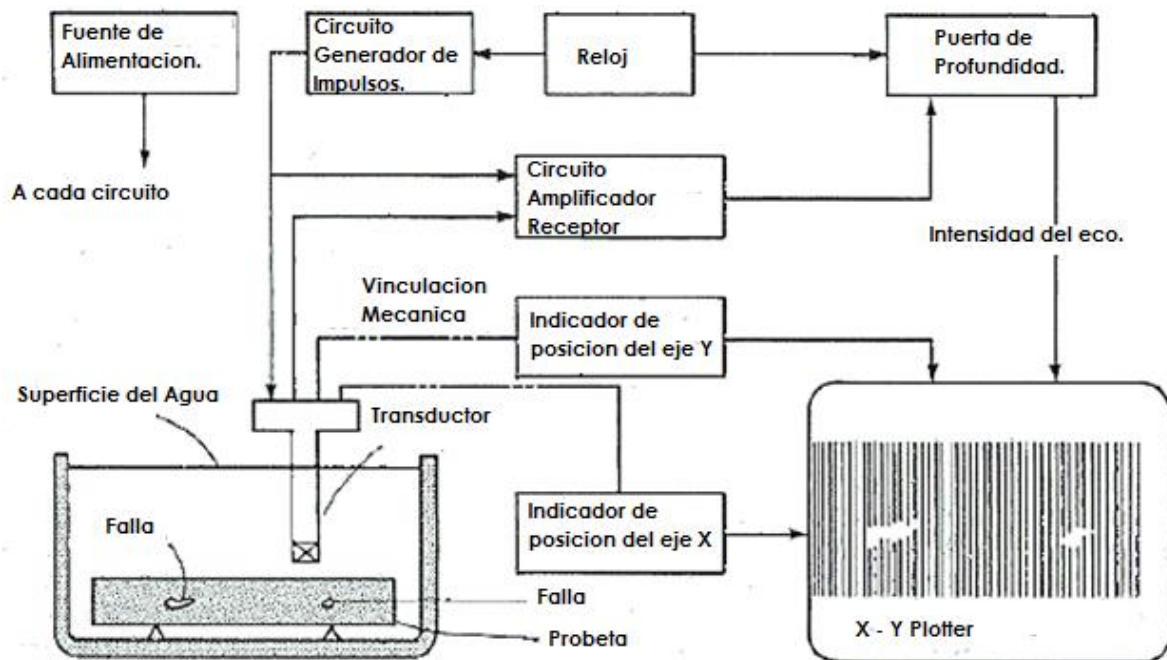 Fuente de
Alimentacion.
Circuito
Generador de
Impulsos.
Reloj
Puerta de
Profundidad.
A cada circuito
Circuito
Amplificador
Receptor
Intensidad del eco.
Vinculacion
Mecanica
Indicador de
posicion del eje Y
Superficie del Agua
Transductor
Falla
Indicador de
posicion del eje X
Falla
Probeta
X - Y Plotter